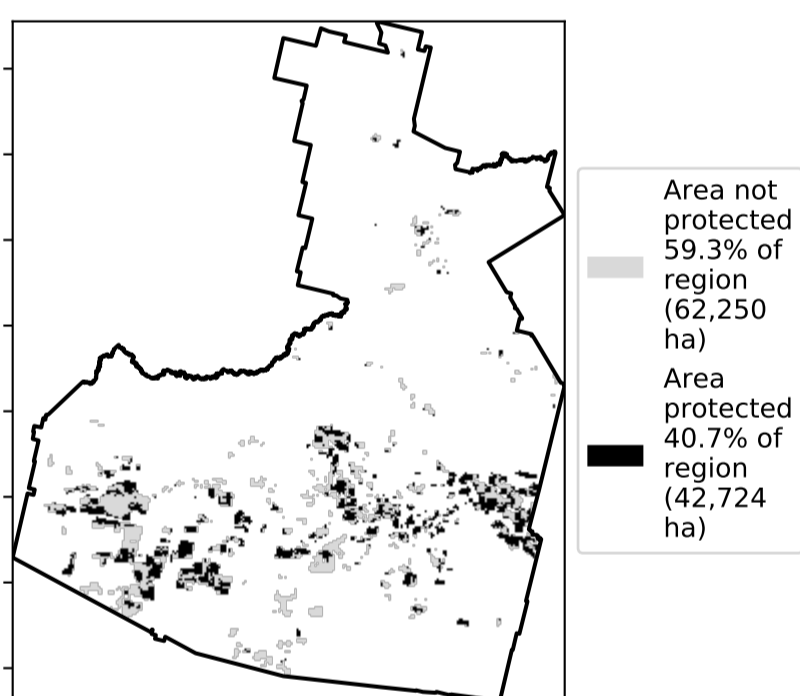 Area not
protected
59.3% of
region
(62,250
ha)
Area
protected
40.7% of
region
(42,724
ha)